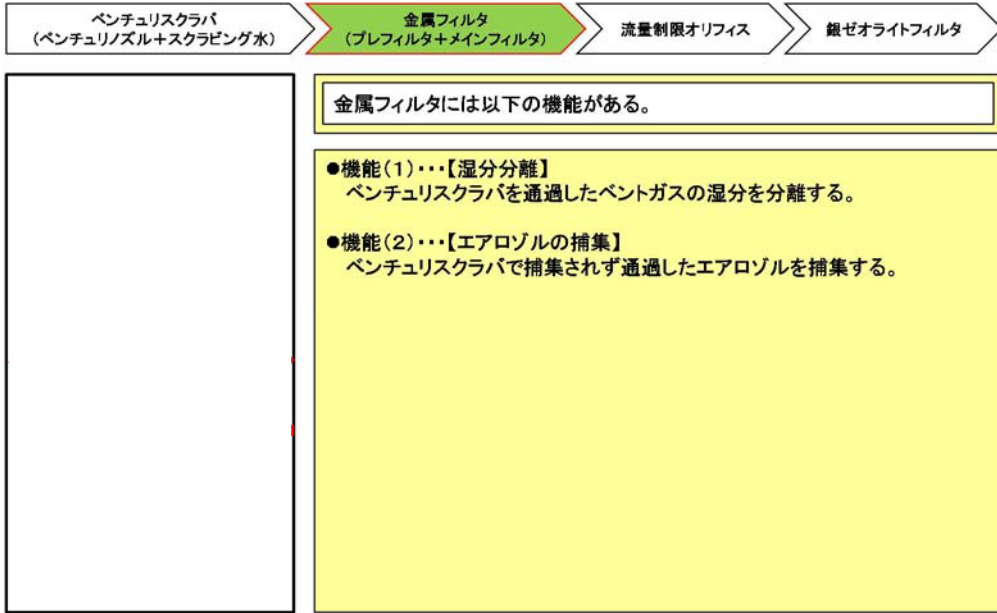 ベンチュリスクラバ
(ベンチュリノズル+スクラビング水)
金属フィルタ
(プレフィルタ+メインフィルタ)
流量制限オリフィス
銀ゼオライトフィルタ
金属フィルタには以下の機能がある。
●機能(1)・・・【湿分分離】
ベンチュリスクラバを通過したベントガスの湿分を分離する。
●機能(2)・・・【エアロゾルの捕集】
ベンチュリスクラバで捕集されず通過したエアロゾルを捕集する。